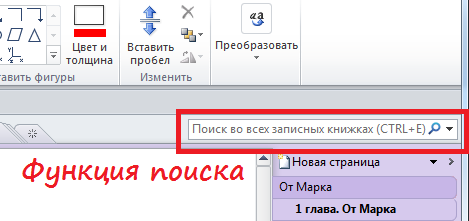 Цвет и
толщина
Вставить
пробел
Преобразовать
тавить фигуры
Изменить
Поиск во всех записных книжках (CTRL+E)
Функция поиска
Новая страница
От Марка
1 глава. От Марка